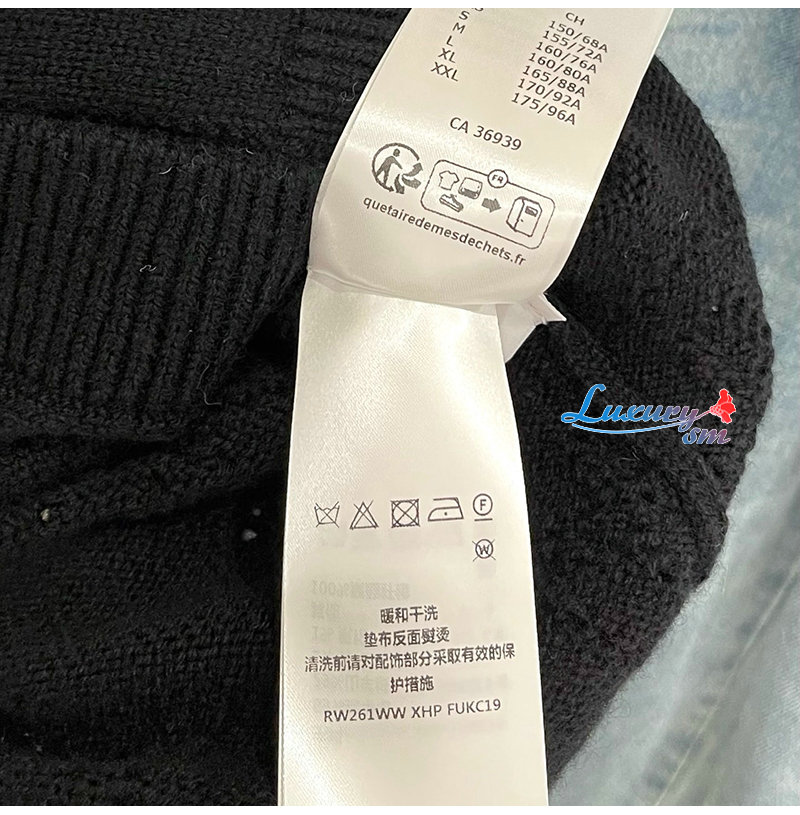 CH
S 150/68A
M 155/72A
L 160/76A
XL 160/80A
XXL 165/88A
170/92A
175/96A
CA 36939
FR
quetairedemesdechets.fr
Luxury
sm
F
W
暖和干洗
垫布反面熨烫
清洗前请对配饰部分采取有效的保
护措施
RW261WW XHP FUKC19